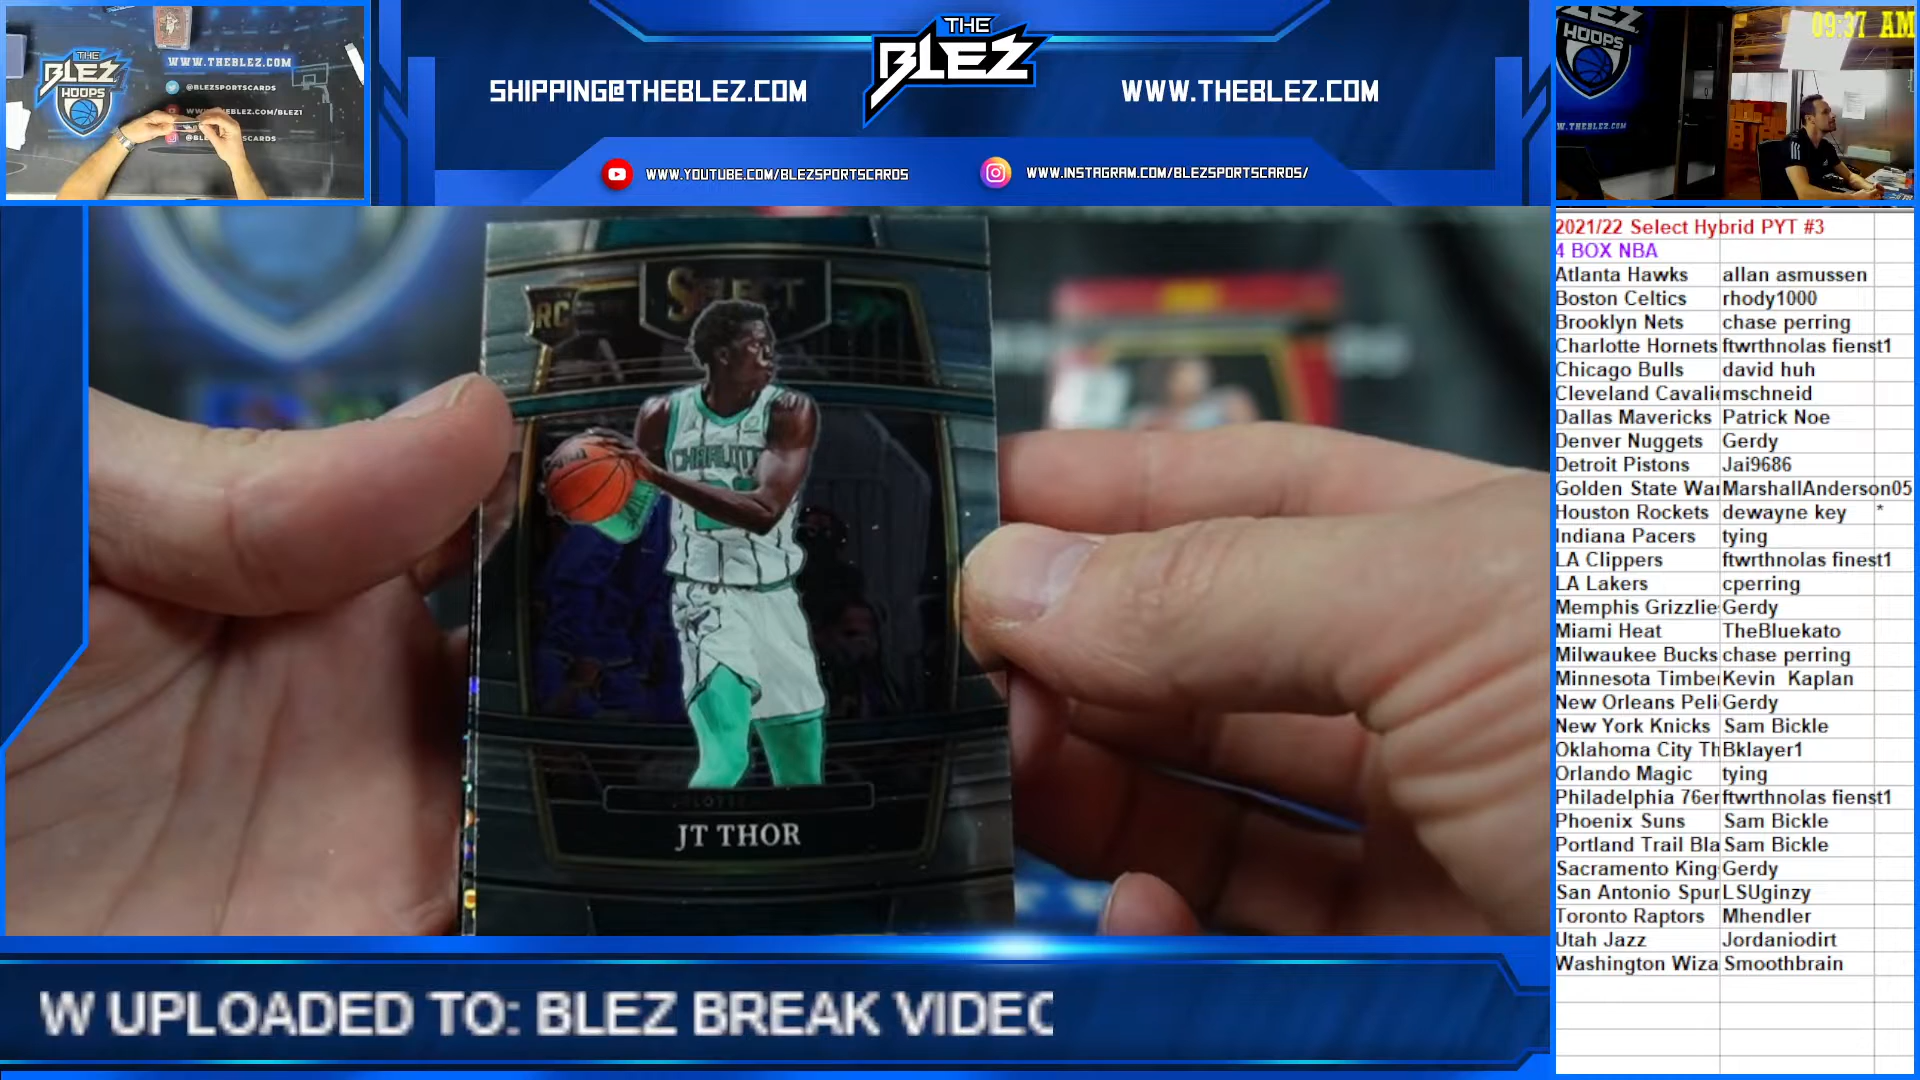 THE
BLEZ
HOOPS
WWW.THEBLEZ.COM
@BLEZSPORTSCARDS
THE
BLEZ
SHIPPING@THEBLEZ.COM
WWW.THEBLEZ.COM
WWW.YOUTUBE.COM/BLEZSPORTSCARDS
WWW.INSTAGRAM.COM/BLEZSPORTSCARDS/
HOOPS
W.THEBLEZ.COM
09:37 AM
SELECT
RC
CHARLOTTE
JT THOR
2021/22 Select Hybrid PYT #3
4 BOX NBA
Atlanta Hawks allan asmussen
Boston Celtics rhody1000
Brooklyn Nets chase perring
Charlotte Hornets ftwrthnolas fienst1
Chicago Bulls david huh
Cleveland Cavali mschneid
Dallas Mavericks Patrick Noe
Denver Nuggets Gerdy
Detroit Pistons Jai9686
Golden State Wa MarshallAnderson05
Houston Rockets dewayne key *
Indiana Pacers tying
LA Clippers ftwrthnolas finest1
LA Lakers cperring
Memphis Grizzlie Gerdy
Miami Heat TheBluekato
Milwaukee Bucks chase perring
Minnesota Timbe Kevin Kaplan
New Orleans Peli Gerdy
New York Knicks Sam Bickle
Oklahoma City Th Bklayer1
Orlando Magic tying
Philadelphia 76er ftwrthnolas fienst1
Phoenix Suns Sam Bickle
Portland Trail Bla Sam Bickle
Sacramento King Gerdy
San Antonio Spur LSUginzy
Toronto Raptors Mhendler
Utah Jazz Jordaniodirt
Washington Wiza Smoothbrain
W UPLOADED TO: BLEZ BREAK VIDEO